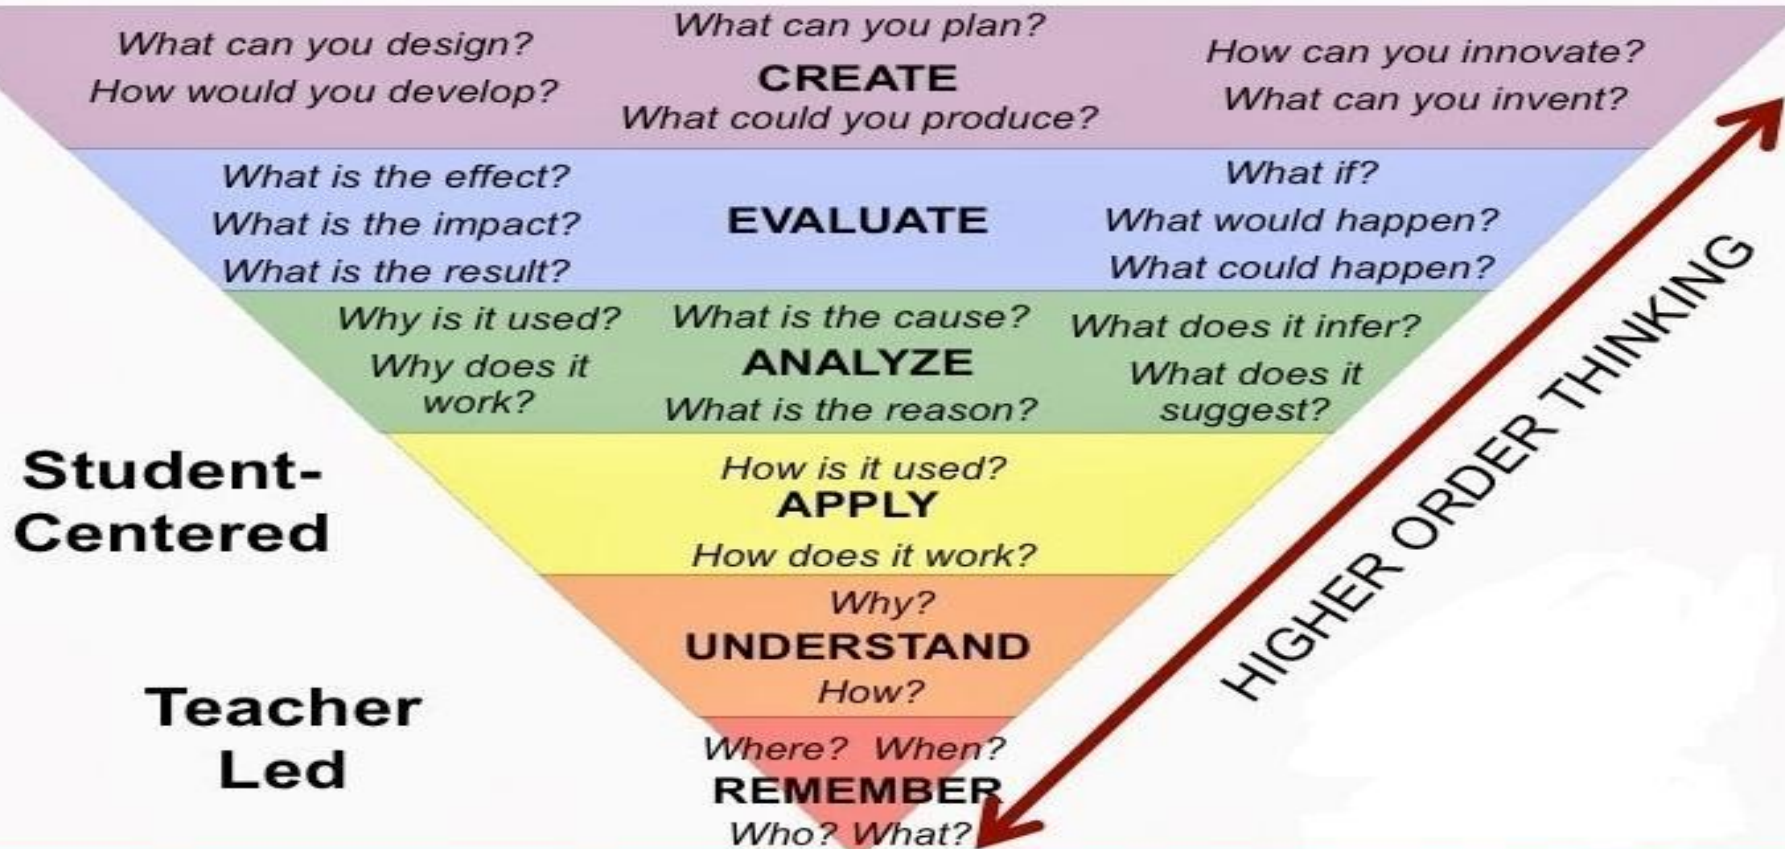 What can you plan?
What can you design?
How can you innovate?
CREATE
How would you develop?
What can you invent?
What could you produce?
What is the effect?
What if?
What is the impact?
EVALUATE
What would happen?
What is the result?
What could happen?
Why is it used?
What is the cause?
What does it infer?
Why does it
work?
ANALYZE
What does it
suggest?
What is the reason?
How is it used?
APPLY
How does it work?
Student-
Centered
Why?
UNDERSTAND
How?
Teacher
Led
Where? When?
REMEMBER
Who? What?
HIGHER ORDER THINKING